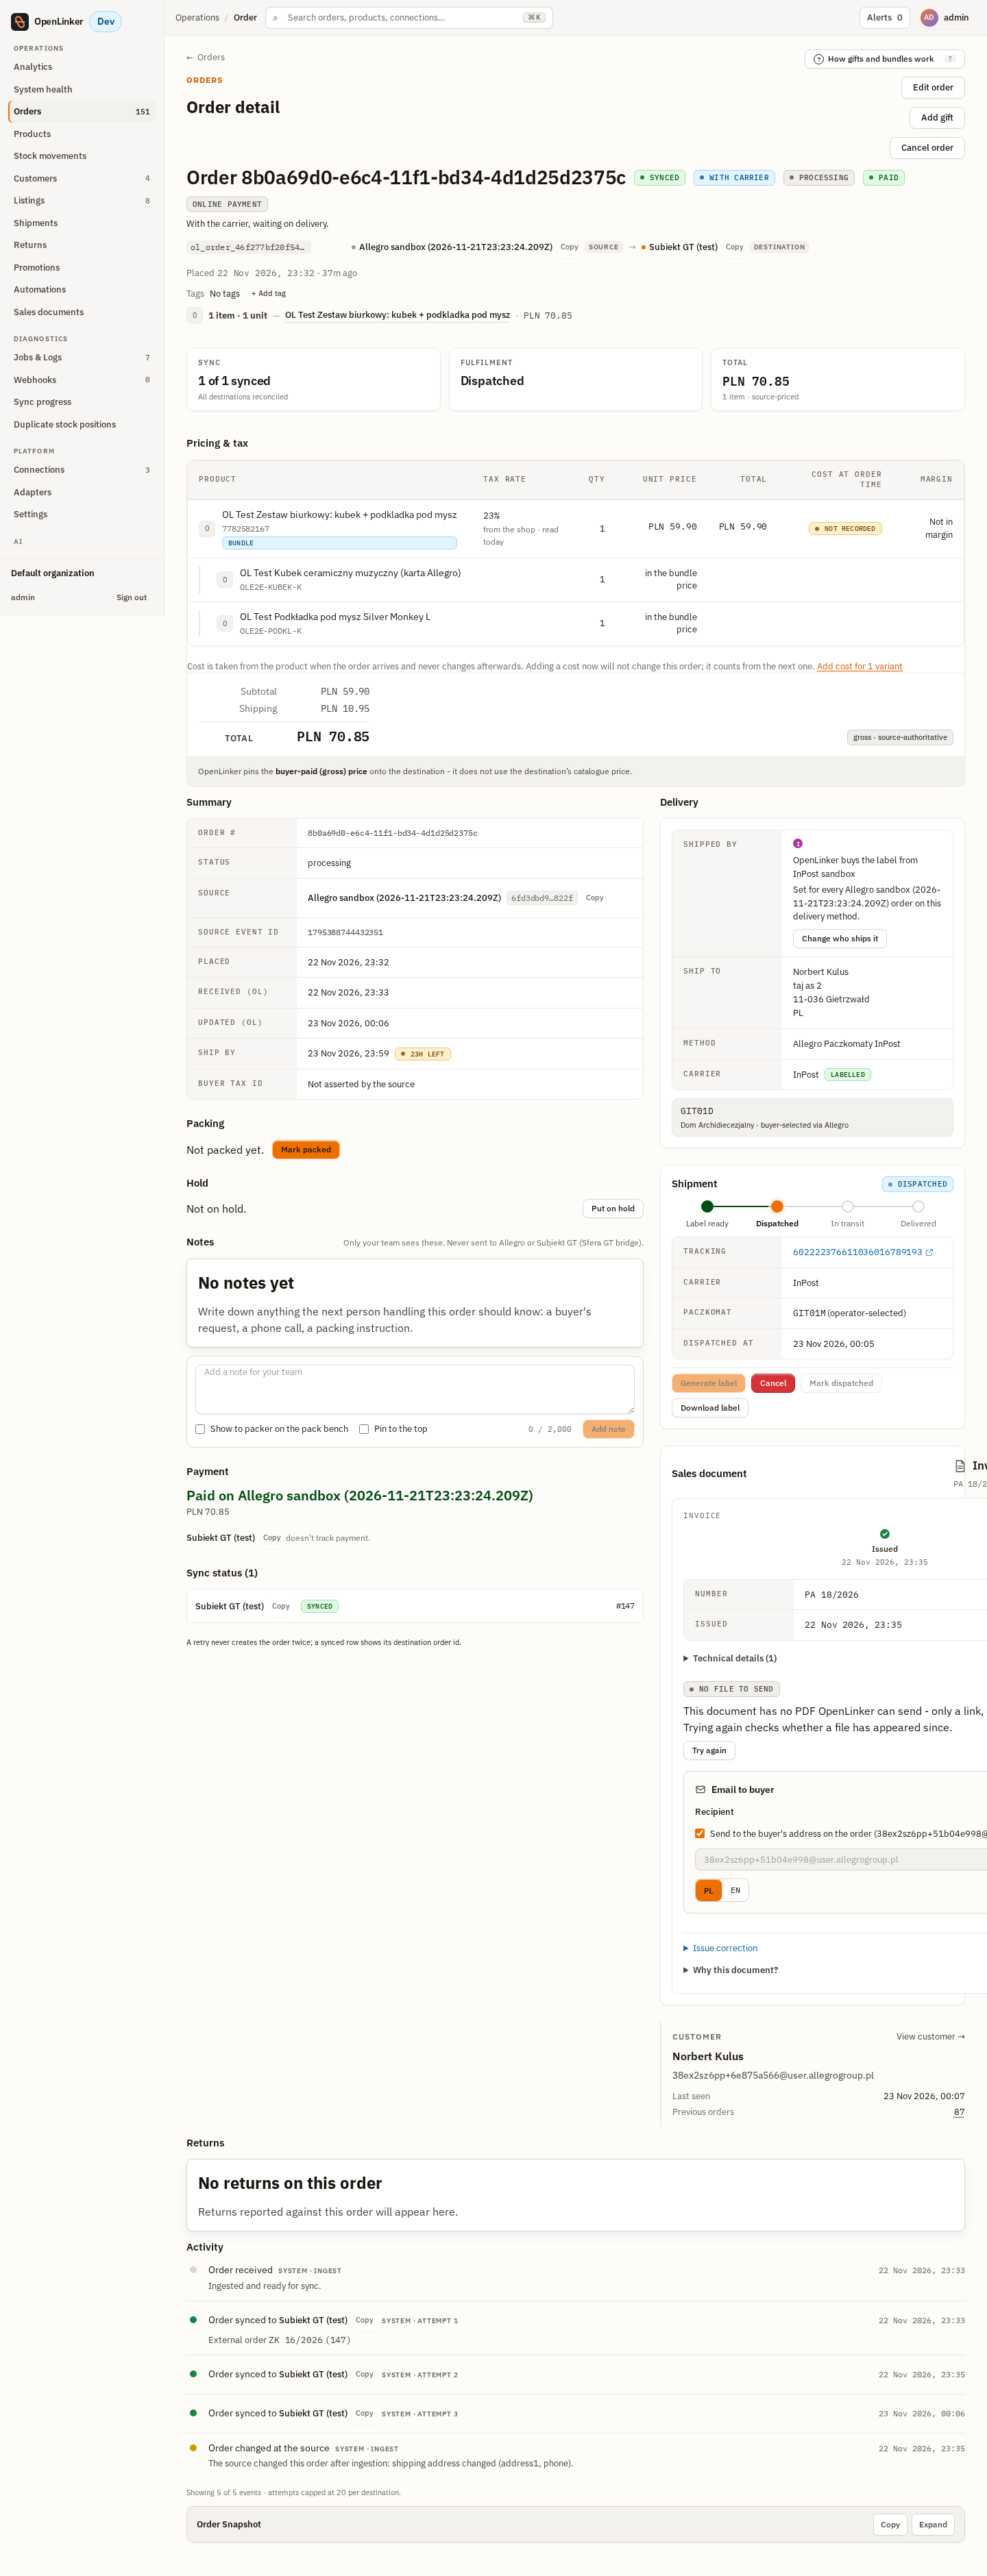 OpenLinker Dev
OPERATIONS
Analytics
System health
Orders 151
Products
Stock movements
Customers 4
Listings 8
Shipments
Returns
Promotions
Automations
Sales documents
DIAGNOSTICS
Jobs & Logs 7
Webhooks 0
Sync progress
Duplicate stock positions
PLATFORM
Connections 3
Adapters
Settings
AI
Default organization
admin Sign out
Operations / Order
Search orders, products, connections... ⌘K
Alerts 0
AD admin
← Orders
How gifts and bundles work ?
ORDERS
Order detail
Edit order
Add gift
Cancel order
Order 8b0a69d0-e6c4-11f1-bd34-4d1d25d2375c SYNCED WITH CARRIER PROCESSING PAID
ONLINE PAYMENT
With the carrier, waiting on delivery.
ol_order_46f277bf20f54… Allegro sandbox (2026-11-21T23:23:24.209Z) Copy SOURCE → Subiekt GT (test) Copy DESTINATION
Placed 22 Nov 2026, 23:32 · 37m ago
Tags No tags + Add tag
O 1 item · 1 unit — OL Test Zestaw biurkowy: kubek + podkladka pod mysz · PLN 70.85
SYNC
1 of 1 synced
All destinations reconciled
FULFILMENT
Dispatched
TOTAL
PLN 70.85
1 item · source-priced
Pricing & tax
PRODUCT TAX RATE QTY UNIT PRICE TOTAL COST AT ORDER TIME MARGIN
O OL Test Zestaw biurkowy: kubek + podkladka pod mysz
7782582167
BUNDLE
23%
from the shop · read today
1 PLN 59.90 PLN 59.90 NOT RECORDED Not in margin
O OL Test Kubek ceramiczny muzyczny (karta Allegro)
OLE2E-KUBEK-K
1 in the bundle price
O OL Test Podkładka pod mysz Silver Monkey L
OLE2E-PODKL-K
1 in the bundle price
Cost is taken from the product when the order arrives and never changes afterwards. Adding a cost now will not change this order; it counts from the next one. Add cost for 1 variant
Subtotal PLN 59.90
Shipping PLN 10.95
TOTAL PLN 70.85
gross · source-authoritative
OpenLinker pins the buyer-paid (gross) price onto the destination - it does not use the destination's catalogue price.
Summary
ORDER # 8b0a69d0-e6c4-11f1-bd34-4d1d25d2375c
STATUS processing
SOURCE Allegro sandbox (2026-11-21T23:23:24.209Z) 6fd3dbd9…822f Copy
SOURCE EVENT ID 1795388744432351
PLACED 22 Nov 2026, 23:32
RECEIVED (OL) 22 Nov 2026, 23:33
UPDATED (OL) 23 Nov 2026, 00:06
SHIP BY 23 Nov 2026, 23:59 23H LEFT
BUYER TAX ID Not asserted by the source
Packing
Not packed yet. Mark packed
Hold
Not on hold. Put on hold
Notes Only your team sees these. Never sent to Allegro or Subiekt GT (Sfera GT bridge).
No notes yet
Write down anything the next person handling this order should know: a buyer's
request, a phone call, a packing instruction.
Add a note for your team
Show to packer on the pack bench Pin to the top 0 / 2,000 Add note
Payment
Paid on Allegro sandbox (2026-11-21T23:23:24.209Z)
PLN 70.85
Subiekt GT (test) Copy doesn't track payment.
Sync status (1)
Subiekt GT (test) Copy SYNCED #147
A retry never creates the order twice; a synced row shows its destination order id.
Delivery
SHIPPED BY
I
OpenLinker buys the label from
InPost sandbox
Set for every Allegro sandbox (2026-
11-21T23:23:24.209Z) order on this
delivery method.
Change who ships it
SHIP TO
Norbert Kulus
taj as 2
11-036 Gietrzwałd
PL
METHOD Allegro Paczkomaty InPost
CARRIER InPost LABELLED
GIT01D
Dom Archidiecezjalny · buyer-selected via Allegro
Shipment DISPATCHED
Label ready Dispatched In transit Delivered
TRACKING 602222376611036016789193
CARRIER InPost
PACZKOMAT GIT01M (operator-selected)
DISPATCHED AT 23 Nov 2026, 00:05
Generate label Cancel Mark dispatched
Download label
Sales document
Inv
PA 18/2
INVOICE
Issued
22 Nov 2026, 23:35
NUMBER PA 18/2026
ISSUED 22 Nov 2026, 23:35
Technical details (1)
NO FILE TO SEND
This document has no PDF OpenLinker can send - only a link,
Trying again checks whether a file has appeared since.
Try again
Email to buyer
Recipient
Send to the buyer's address on the order (38ex2sz6pp+51b04e998@
38ex2sz6pp+51b04e998@user.allegrogroup.pl
PL EN
Issue correction
Why this document?
CUSTOMER View customer →
Norbert Kulus
38ex2sz6pp+6e875a566@user.allegrogroup.pl
Last seen 23 Nov 2026, 00:07
Previous orders 87
Returns
No returns on this order
Returns reported against this order will appear here.
Activity
Order received SYSTEM · INGEST 22 Nov 2026, 23:33
Ingested and ready for sync.
Order synced to Subiekt GT (test) Copy SYSTEM · ATTEMPT 1 22 Nov 2026, 23:33
External order ZK 16/2026 (147)
Order synced to Subiekt GT (test) Copy SYSTEM · ATTEMPT 2 22 Nov 2026, 23:35
Order synced to Subiekt GT (test) Copy SYSTEM · ATTEMPT 3 23 Nov 2026, 00:06
Order changed at the source SYSTEM · INGEST 22 Nov 2026, 23:35
The source changed this order after ingestion: shipping address changed (address1, phone).
Showing 5 of 5 events · attempts capped at 20 per destination.
Order Snapshot Copy Expand